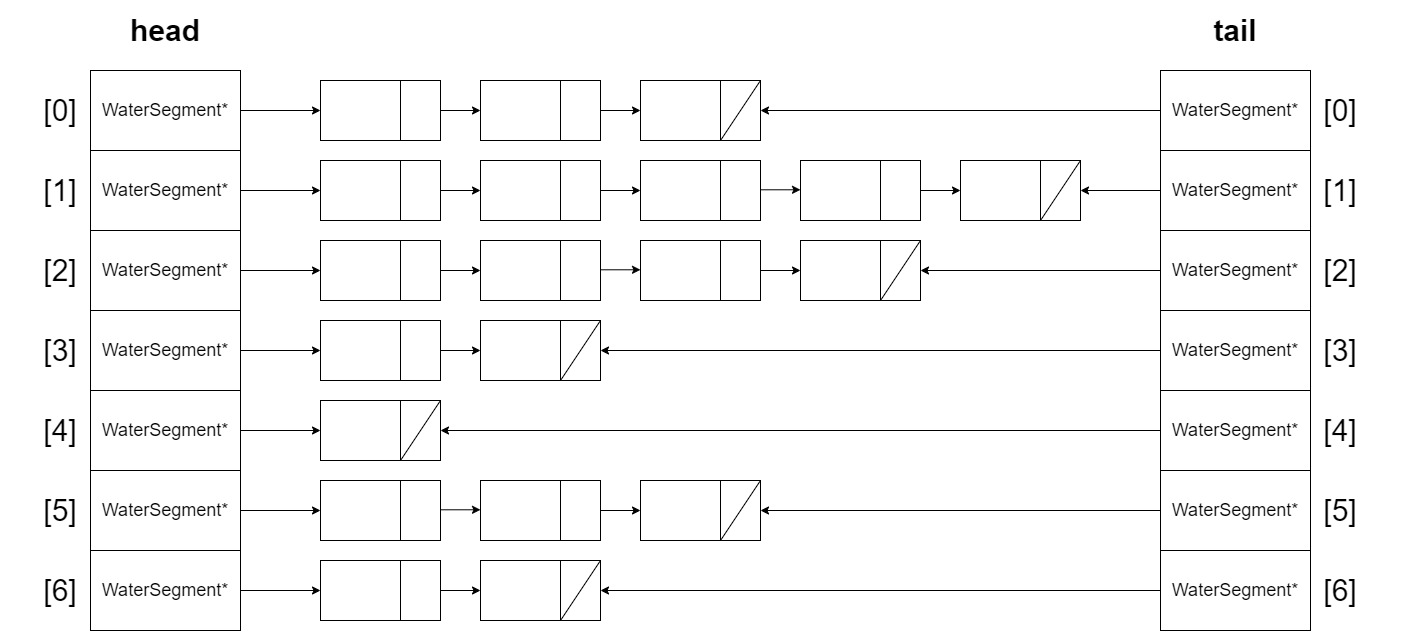 head tail
[0] WaterSegment* WaterSegment* [0]
[1] WaterSegment* WaterSegment* [1]
[2] WaterSegment* WaterSegment* [2]
[3] WaterSegment* WaterSegment* [3]
[4] WaterSegment* WaterSegment* [4]
[5] WaterSegment* WaterSegment* [5]
[6] WaterSegment* WaterSegment* [6]